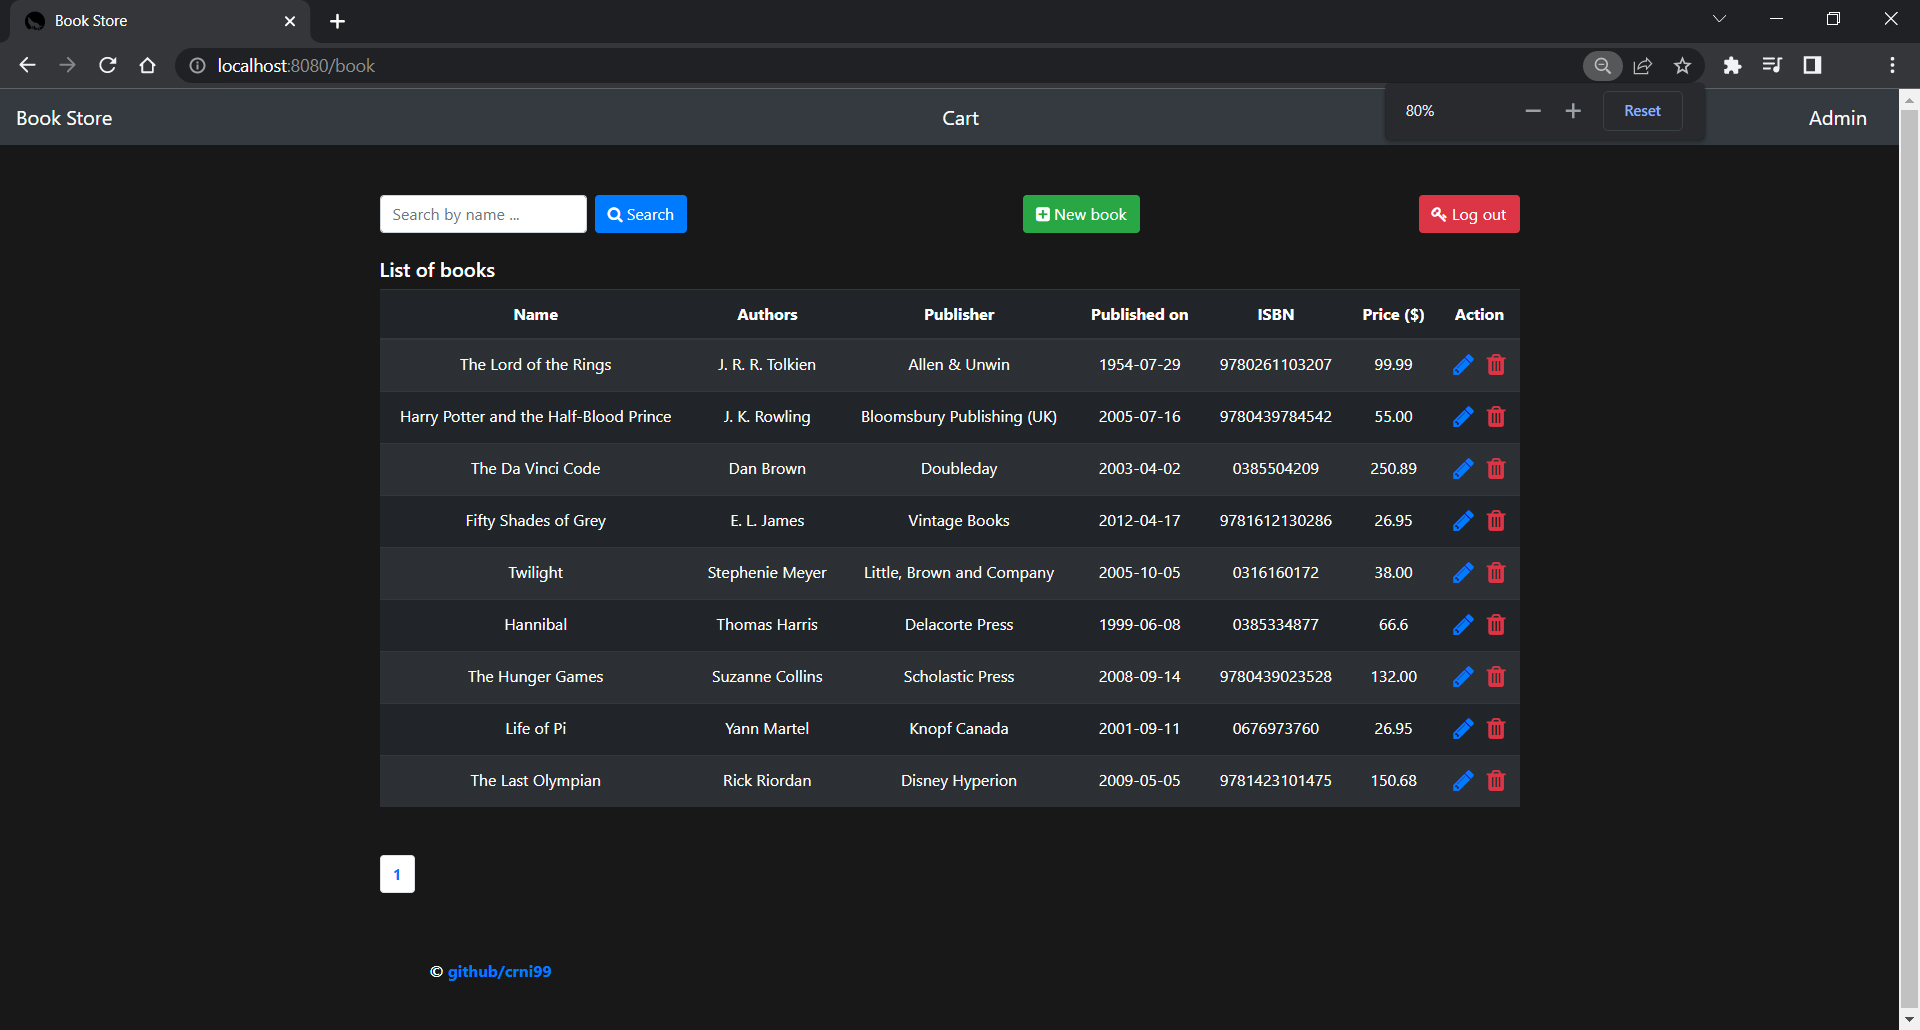 Book Store
localhost:8080/book
80% Reset
Book Store Cart Admin
Search by name ... Search New book Log out
List of books
Name Authors Publisher Published on ISBN Price ($) Action
The Lord of the Rings J. R. R. Tolkien Allen & Unwin 1954-07-29 9780261103207 99.99
Harry Potter and the Half-Blood Prince J. K. Rowling Bloomsbury Publishing (UK) 2005-07-16 9780439784542 55.00
The Da Vinci Code Dan Brown Doubleday 2003-04-02 0385504209 250.89
Fifty Shades of Grey E. L. James Vintage Books 2012-04-17 9781612130286 26.95
Twilight Stephenie Meyer Little, Brown and Company 2005-10-05 0316160172 38.00
Hannibal Thomas Harris Delacorte Press 1999-06-08 0385334877 66.6
The Hunger Games Suzanne Collins Scholastic Press 2008-09-14 9780439023528 132.00
Life of Pi Yann Martel Knopf Canada 2001-09-11 0676973760 26.95
The Last Olympian Rick Riordan Disney Hyperion 2009-05-05 9781423101475 150.68
1
© github/crni99